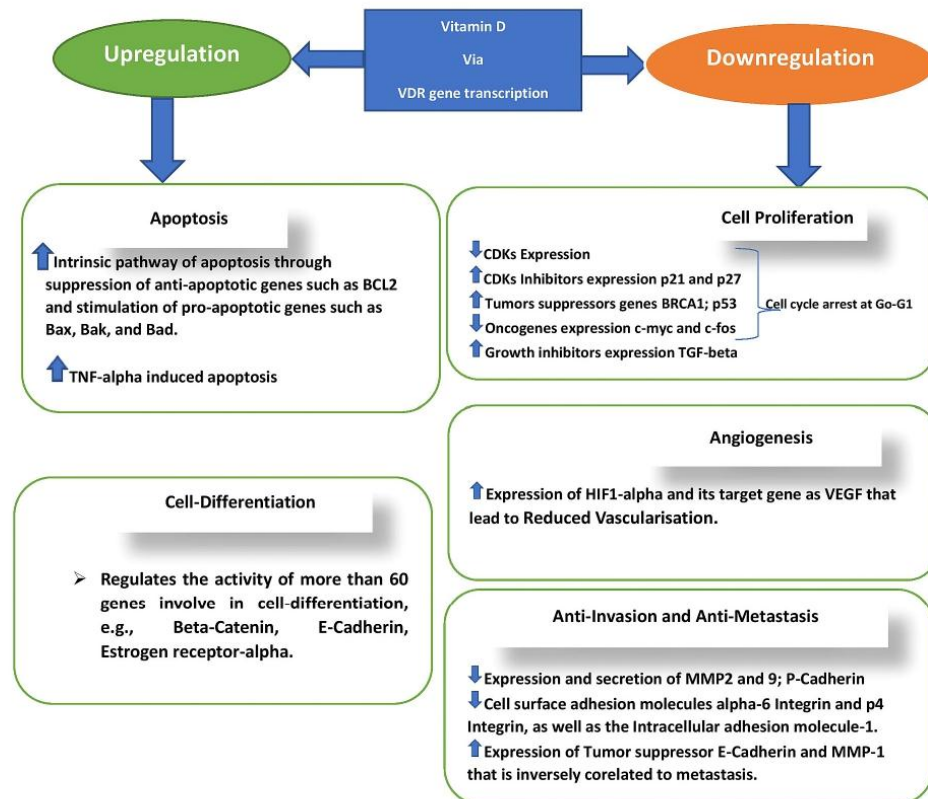 Upregulation
Vitamin D
Via
VDR gene transcription
Downregulation
Apoptosis
Intrinsic pathway of apoptosis through
suppression of anti-apoptotic genes such as BCL2
and stimulation of pro-apoptotic genes such as
Bax, Bak, and Bad.
TNF-alpha induced apoptosis
Cell-Differentiation
Regulates the activity of more than 60
genes involve in cell-differentiation,
e.g., Beta-Catenin, E-Cadherin,
Estrogen receptor-alpha.
Cell Proliferation
CDKs Expression
CDKs Inhibitors expression p21 and p27
Tumors suppressors genes BRCA1; p53
Oncogenes expression c-myc and c-fos
Growth inhibitors expression TGF-beta
Cell cycle arrest at Go-G1
Angiogenesis
Expression of HIF1-alpha and its target gene as VEGF that
lead to Reduced Vascularisation.
Anti-Invasion and Anti-Metastasis
Expression and secretion of MMP2 and 9; P-Cadherin
Cell surface adhesion molecules alpha-6 Integrin and p4
Integrin, as well as the Intracellular adhesion molecule-1.
Expression of Tumor suppressor E-Cadherin and MMP-1
that is inversely corelated to metastasis.